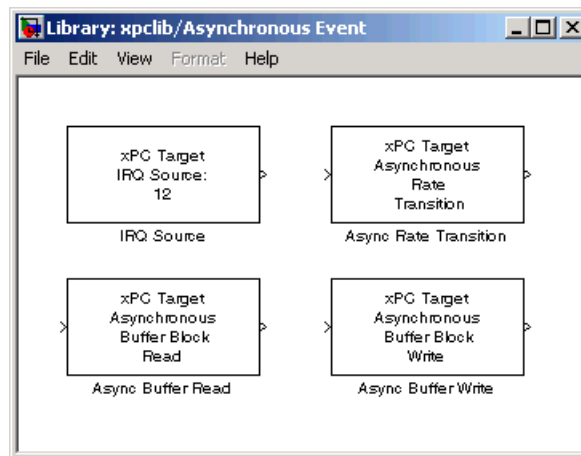 Library: xpclib/Asynchronous Event
File Edit View Format Help
xPC Target
IRQ Source:
12
IRQ Source
xPC Target
Asynchronous
Rate
Transition
Async Rate Transition
xPC Target
Asynchronous
Buffer Block
Read
Async Buffer Read
xPC Target
Asynchronous
Buffer Block
Write
Async Buffer Write